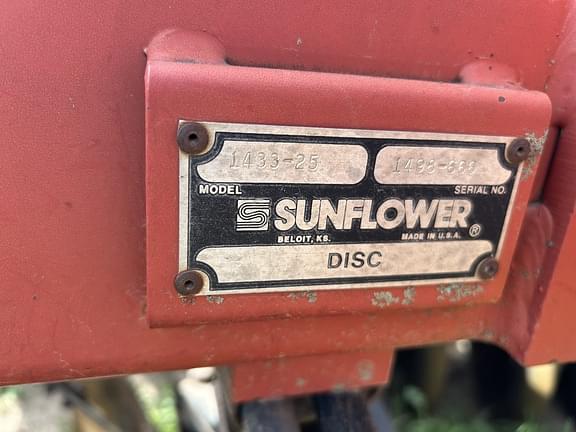 1433-25
MODEL SERIAL NO.
SUNFLOWER ®
BELOIT, KS. MADE IN U.S.A.
DISC